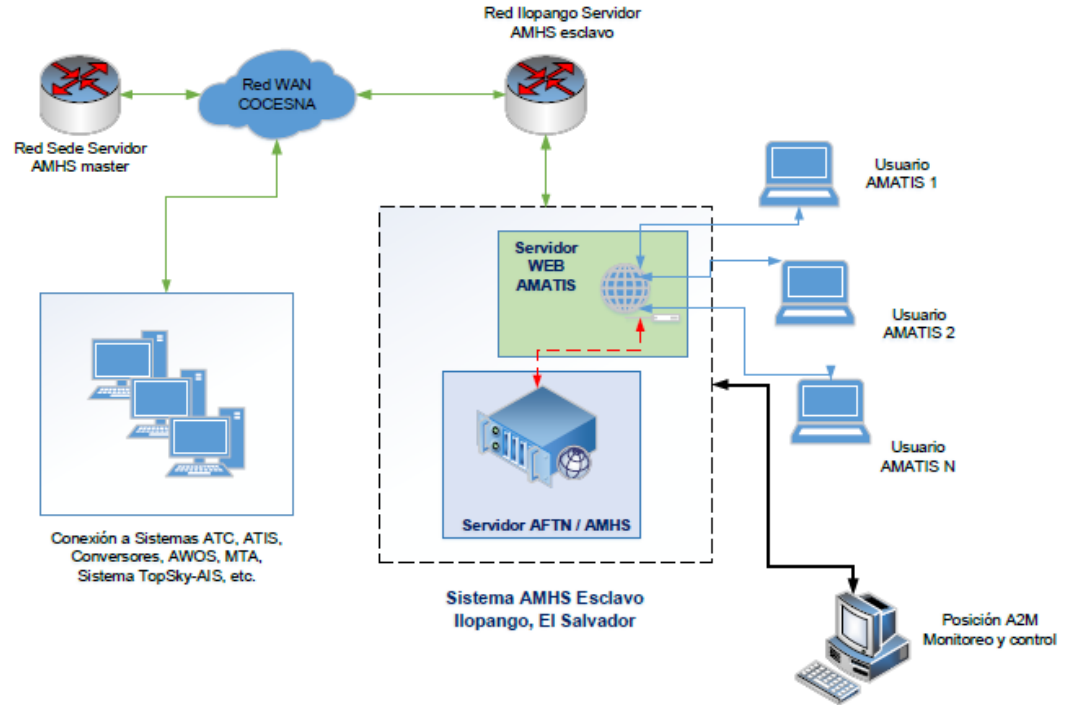 Red Ilopango Servidor
AMHS esclavo
Red WAN
COCESNA
Red Sede Servidor
AMHS master
Usuario
AMATIS 1
Servidor
WEB
AMATIS
Usuario
AMATIS 2
Usuario
AMATIS N
Servidor AFTN / AMHS
Conexión a Sistemas ATC, ATIS,
Conversores, AWOS, MTA,
Sistema TopSky-AIS, etc.
Sistema AMHS Esclavo
Ilopango, El Salvador
Posición A2M
Monitoreo y control